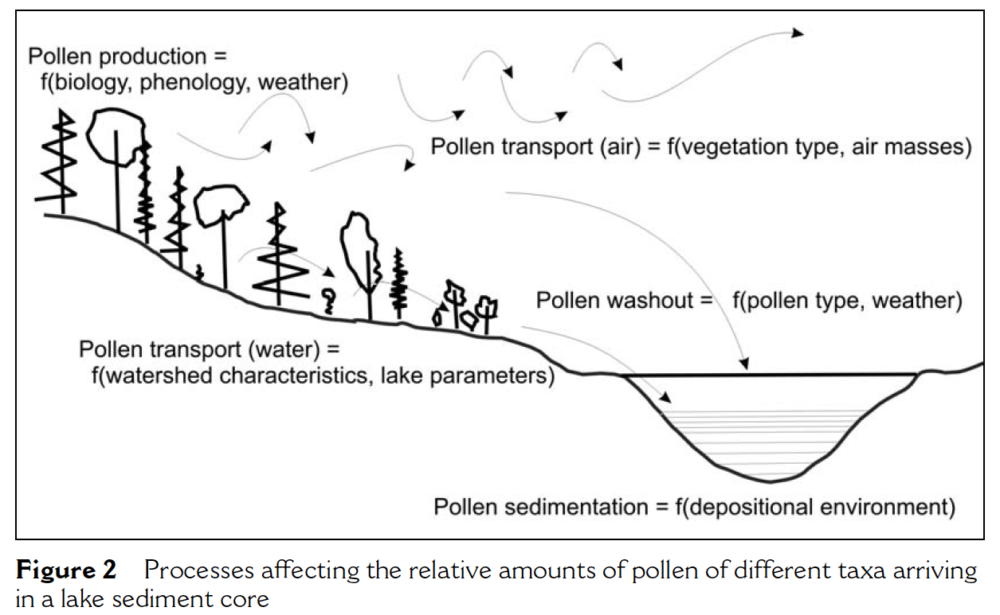 Pollen production =
f(biology, phenology, weather)
Pollen transport (air) = f(vegetation type, air masses)
Pollen washout = f(pollen type, weather)
Pollen transport (water) =
f(watershed characteristics, lake parameters)
Pollen sedimentation = f(depositional environment)
Figure 2 Processes affecting the relative amounts of pollen of different taxa arriving
in a lake sediment core